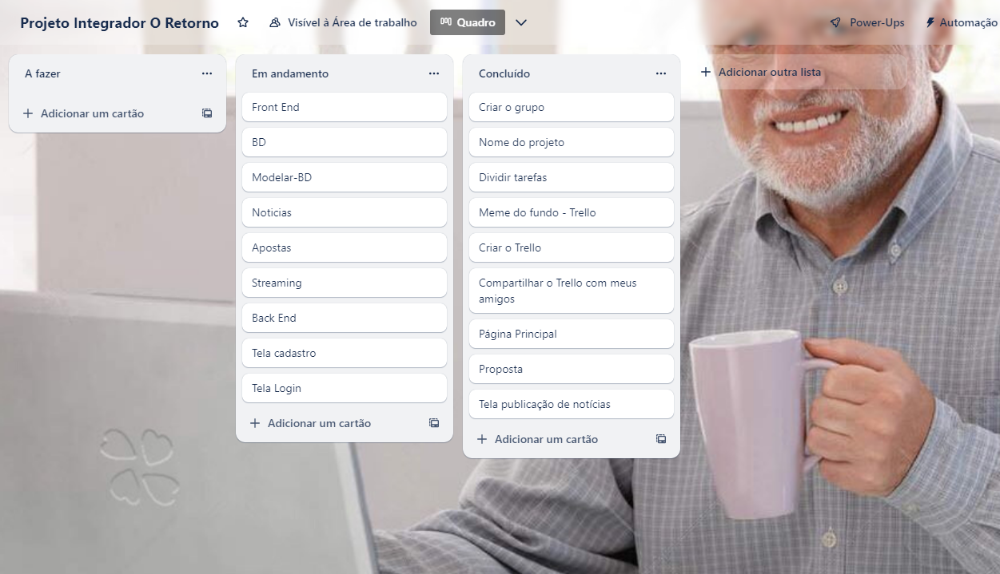 Projeto Integrador O Retorno
Visível à Área de trabalho
Quadro
Power-Ups
Automação
A fazer
Adicionar um cartão
Em andamento
Front End
BD
Modelar-BD
Noticias
Apostas
Streaming
Back End
Tela cadastro
Tela Login
Adicionar um cartão
Concluído
Criar o grupo
Nome do projeto
Dividir tarefas
Meme do fundo - Trello
Criar o Trello
Compartilhar o Trello com meus
amigos
Página Principal
Proposta
Tela publicação de notícias
Adicionar um cartão
Adicionar outra lista